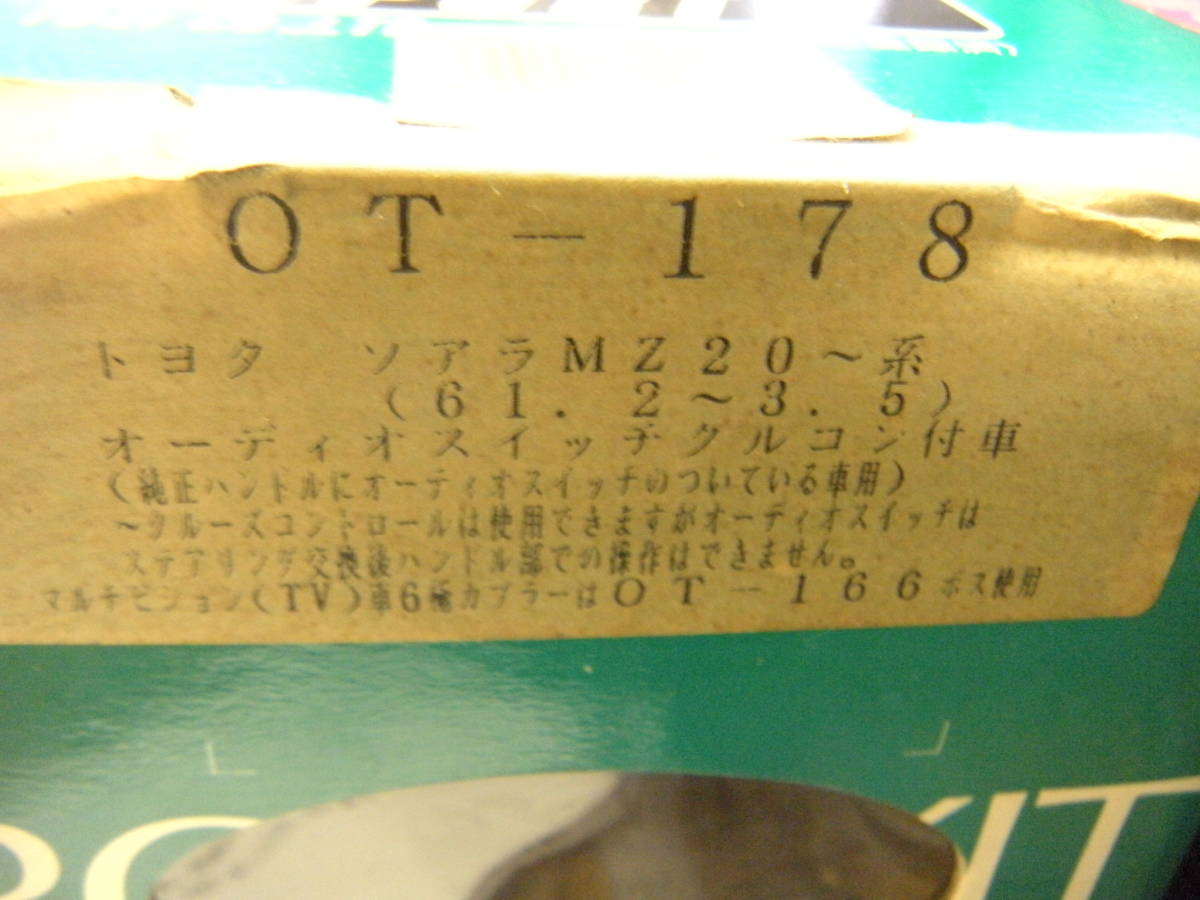 OT－178
トヨタ　ソアラMZ20～系
(61.2～3.5)
オーディオスイッチクルコン付車
(純正ハンドルにオーディオスイッチのついている車用)
～クルーズコントロールは使用できますがオーディオスイッチは
ステアリング交換後ハンドル部での操作はできません。
マルチビジョン(TV)車6極カプラーはOT－166ボス使用
KIT